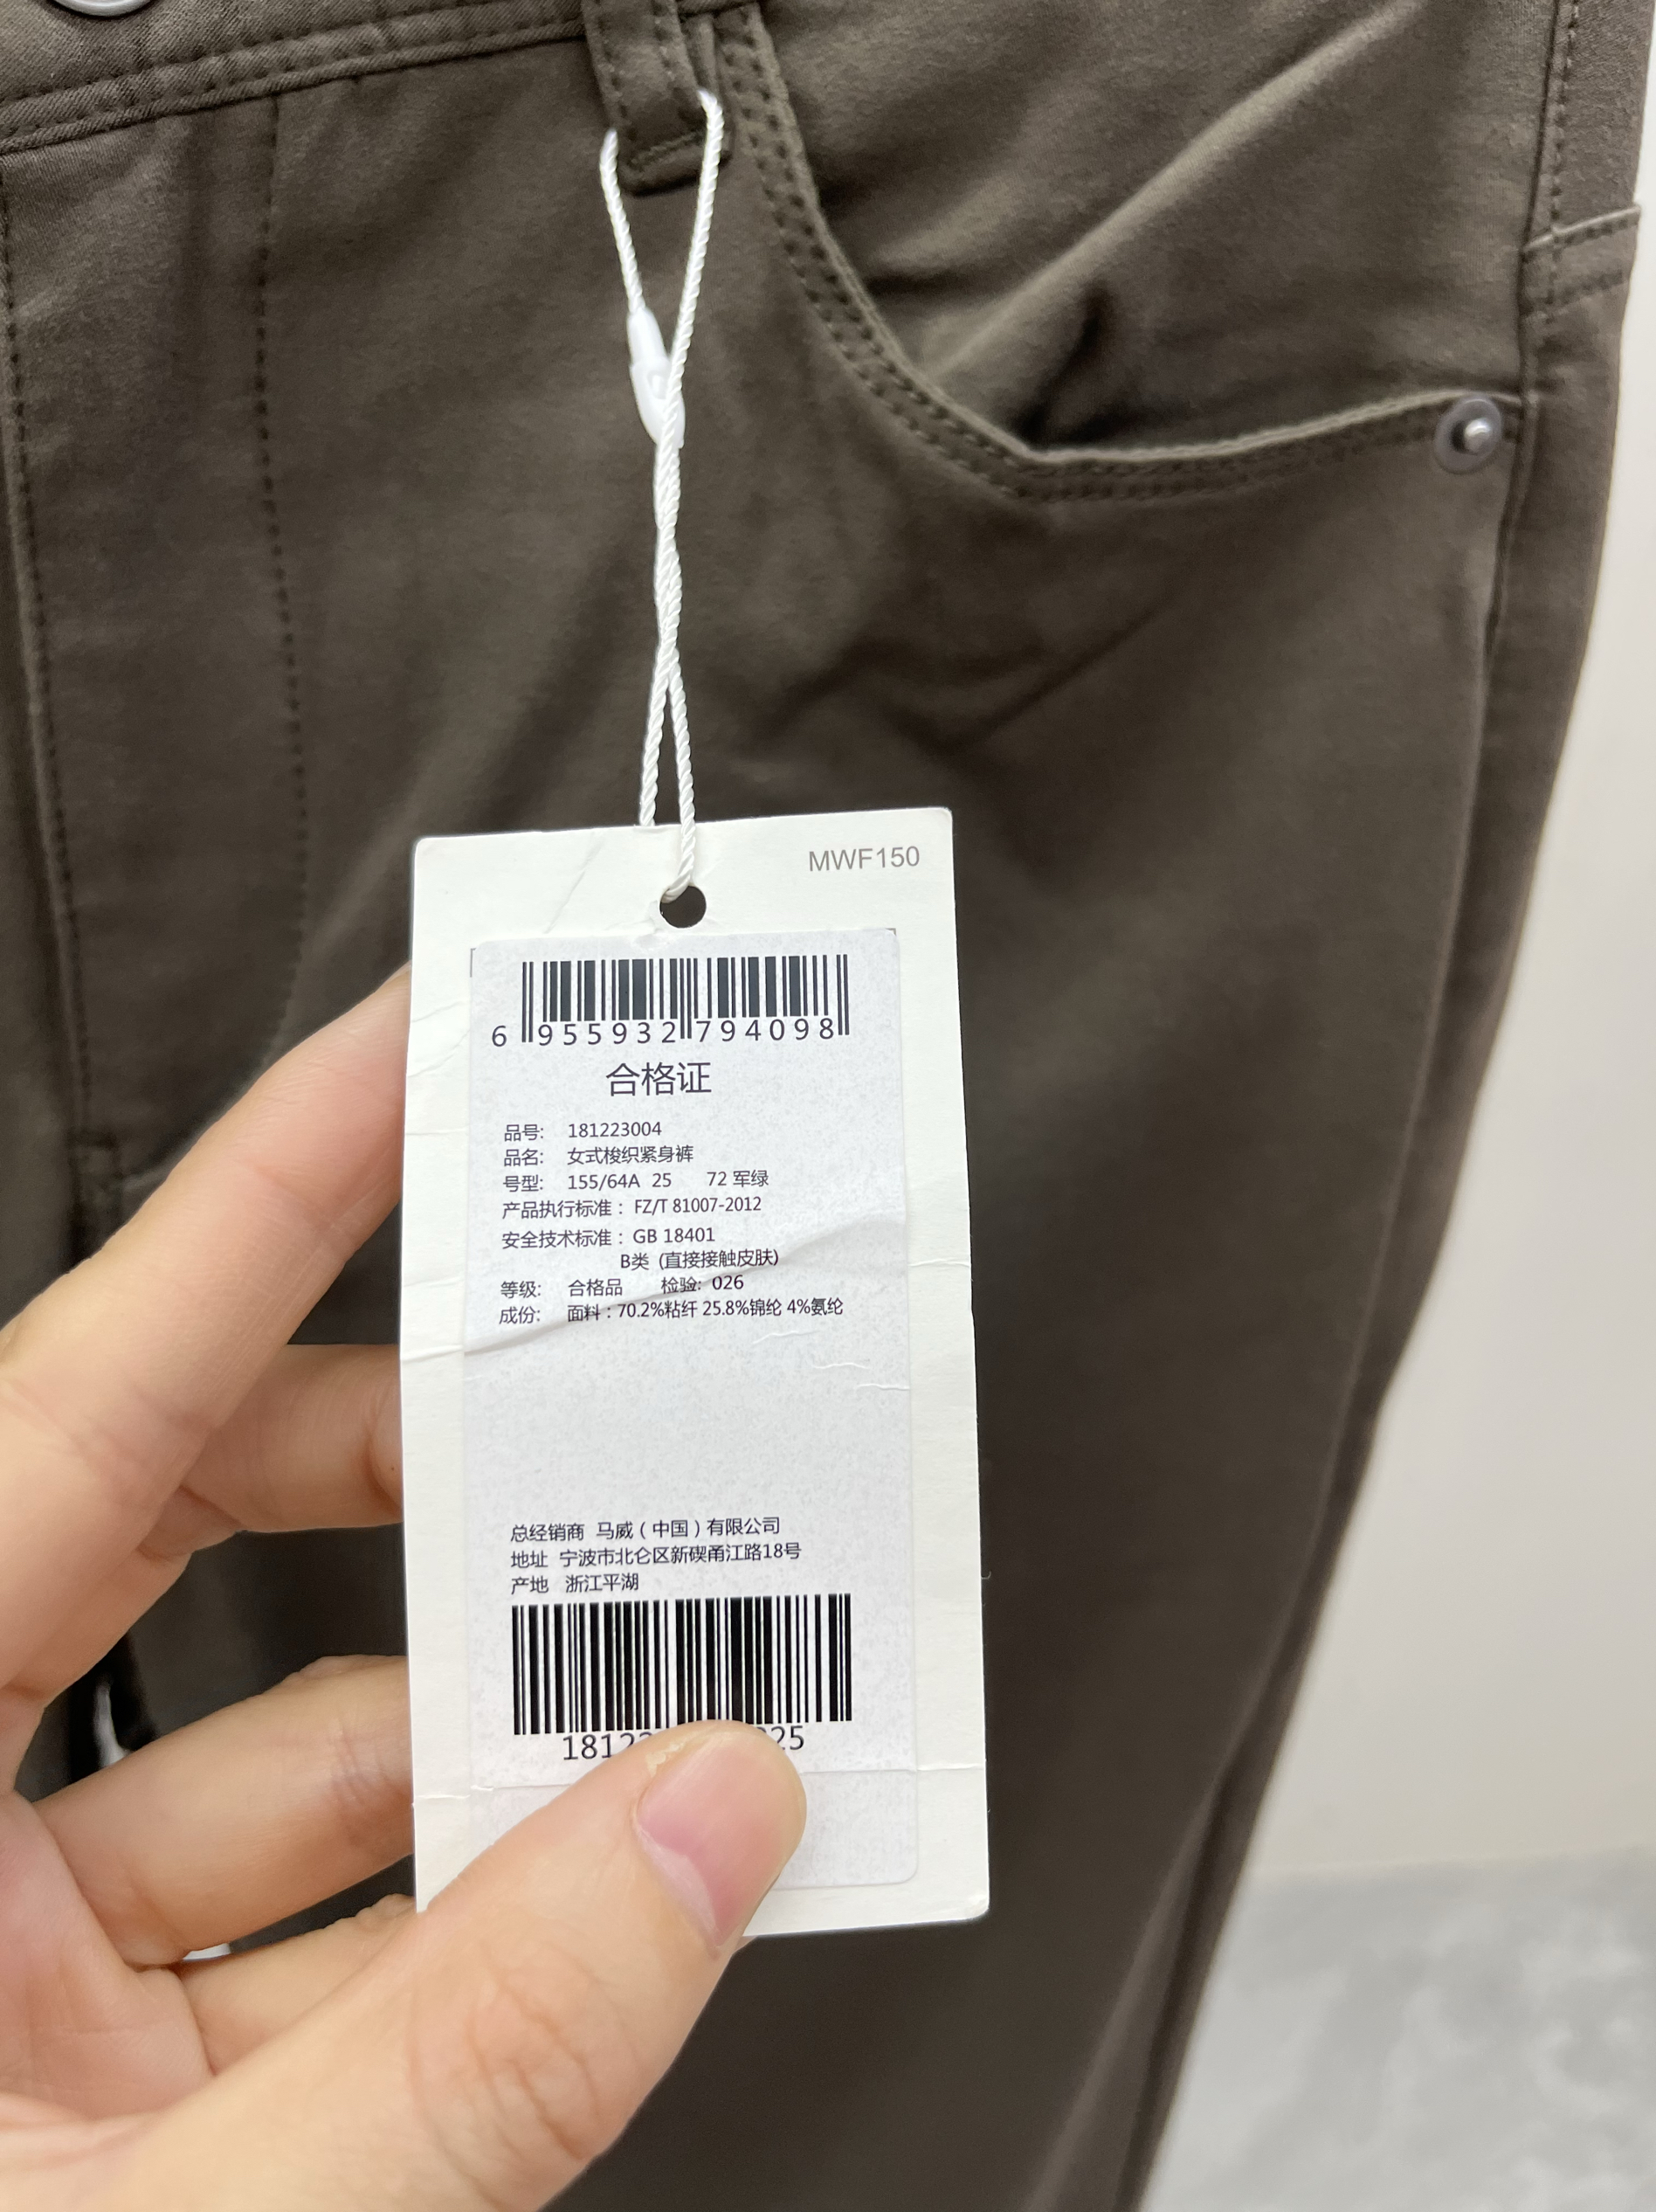 MWF150
6 955932 794098
合格证
品号: 181223004
品名: 女式梭织紧身裤
号型: 155/64A 25 72 军绿
产品执行标准: FZ/T 81007-2012
安全技术标准: GB 18401
B类 (直接接触皮肤)
等级: 合格品 检验: 026
成份: 面料: 70.2%粘纤 25.8%锦纶 4%氨纶
总经销商 马威(中国)有限公司
地址 宁波市北仑区新碶甬江路18号
产地 浙江平湖